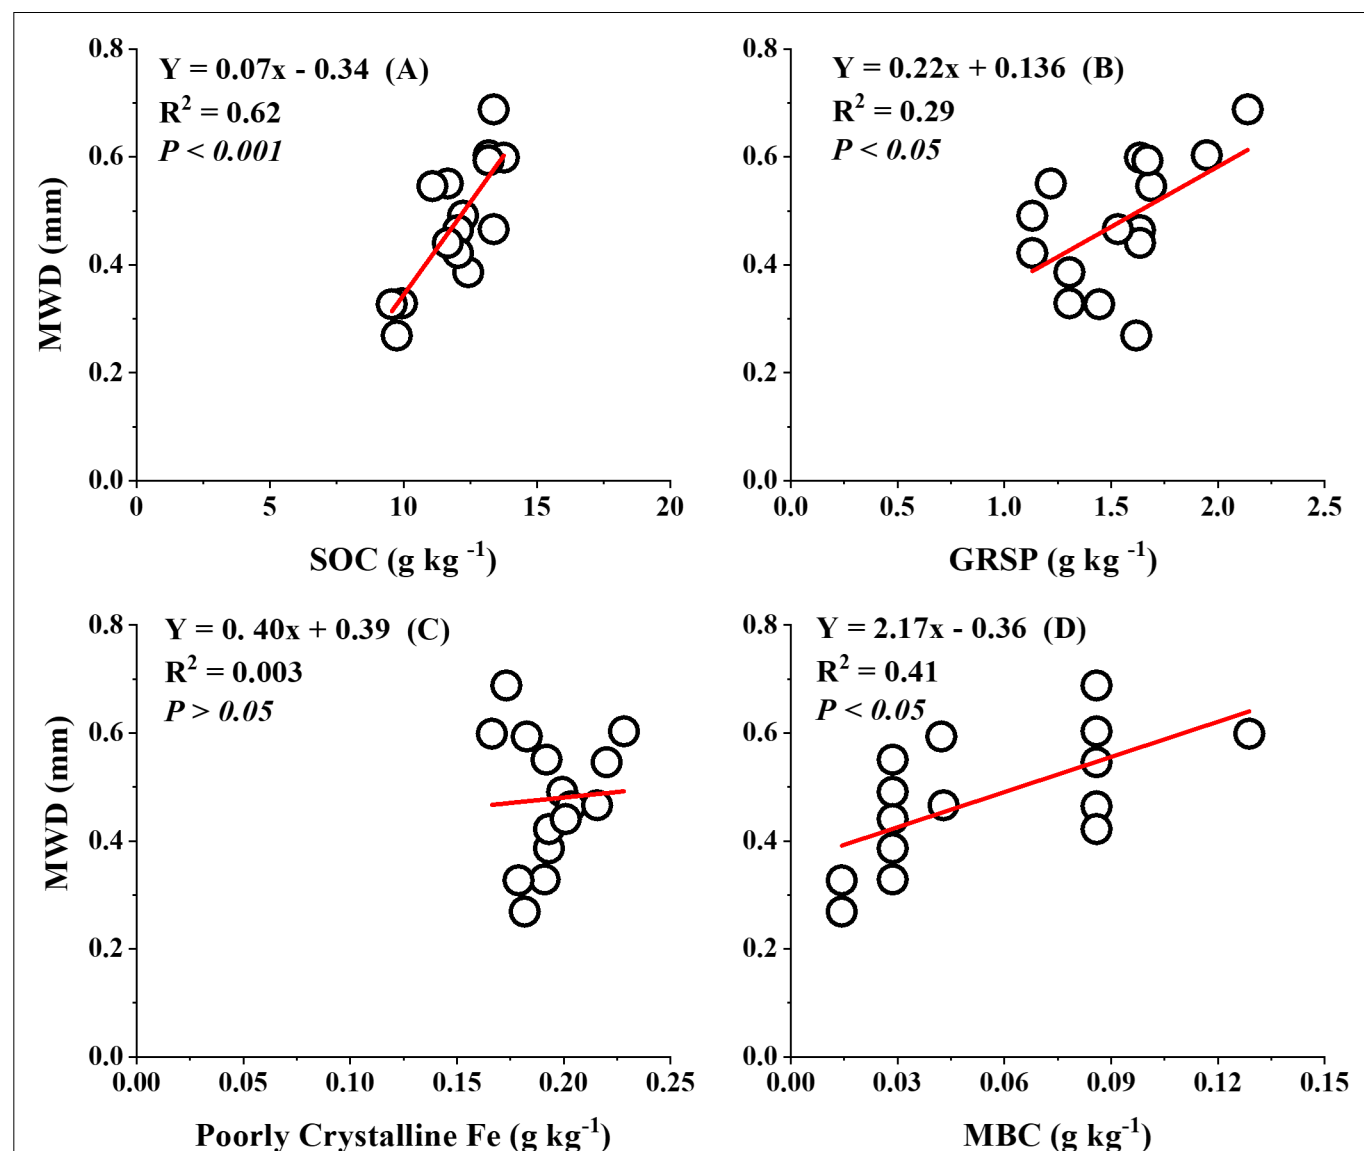 Y = 0.07x - 0.34 (A)
R² = 0.62
P < 0.001
0.8
0.6
0.4
0.2
0.0
MWD (mm)
0 5 10 15 20
SOC (g kg ⁻¹)
Y = 0.22x + 0.136 (B)
R² = 0.29
P < 0.05
0.8
0.6
0.4
0.2
0.0
0.0 0.5 1.0 1.5 2.0 2.5
GRSP (g kg ⁻¹)
Y = 0. 40x + 0.39 (C)
R² = 0.003
P > 0.05
0.8
0.6
0.4
0.2
0.0
MWD (mm)
0.00 0.05 0.10 0.15 0.20 0.25
Poorly Crystalline Fe (g kg⁻¹)
Y = 2.17x - 0.36 (D)
R² = 0.41
P < 0.05
0.8
0.6
0.4
0.2
0.0
0.00 0.03 0.06 0.09 0.12 0.15
MBC (g kg⁻¹)